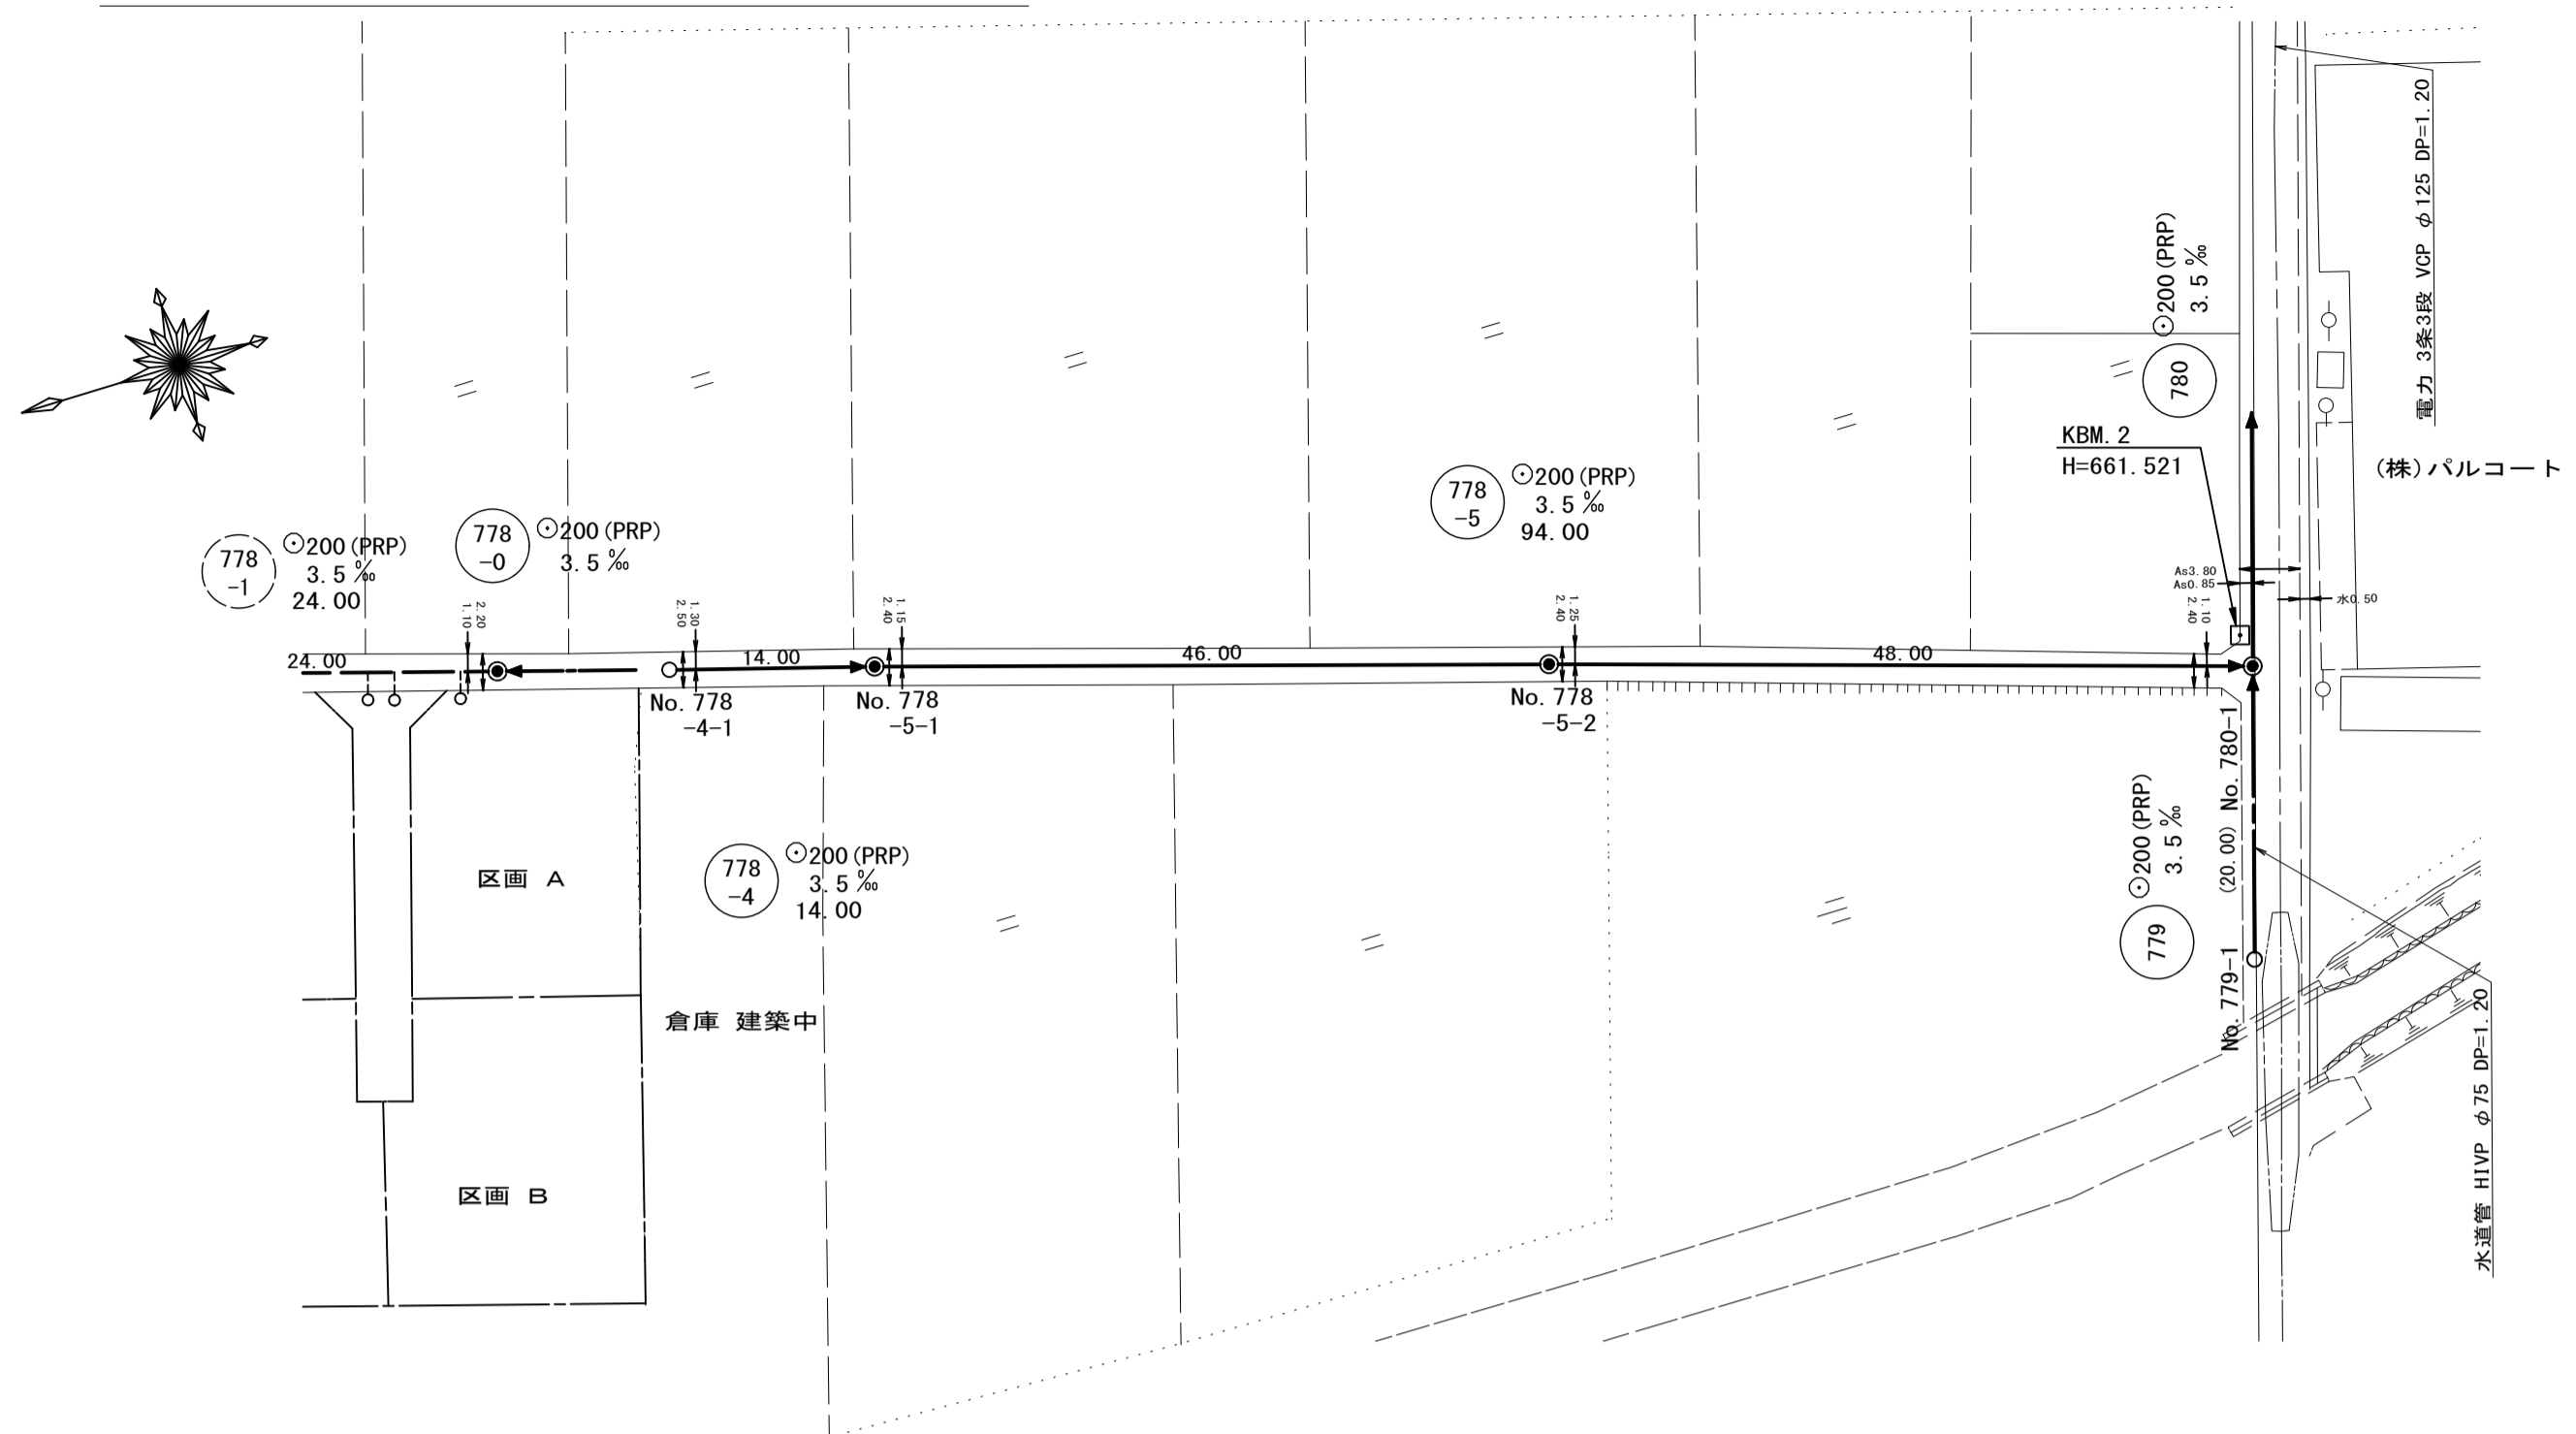 電力 3条3段 VCP φ125 DP=1.20
780
⊙200(PRP)
3.5‰
KBM.2
H=661.521
(株)パルコート
778
-5
⊙200(PRP)
3.5‰
94.00
778
-1
⊙200(PRP)
3.5‰
24.00
778
-0
⊙200(PRP)
3.5‰
As3.80
As0.85
水0.50
2.20
1.10
1.30
2.50
1.15
2.40
1.25
2.40
1.10
2.40
24.00
14.00
46.00
48.00
No.778
-4-1
No.778
-5-1
No.778
-5-2
No.780-1
(20.00)
No.779-1
779
⊙200(PRP)
3.5‰
778
-4
⊙200(PRP)
3.5‰
14.00
区画 A
倉庫 建築中
区画 B
水道管 HIVP φ75 DP=1.20